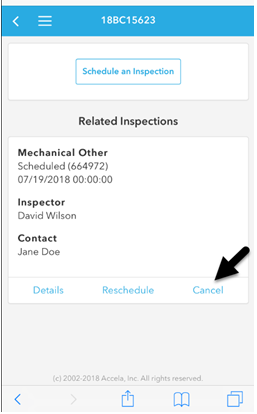 18BC15623
Schedule an Inspection
Related Inspections
Mechanical Other
Scheduled (664972)
07/19/2018 00:00:00
Inspector
David Wilson
Contact
Jane Doe
Details Reschedule Cancel
(c) 2002-2018 Accela, Inc. All rights reserved.